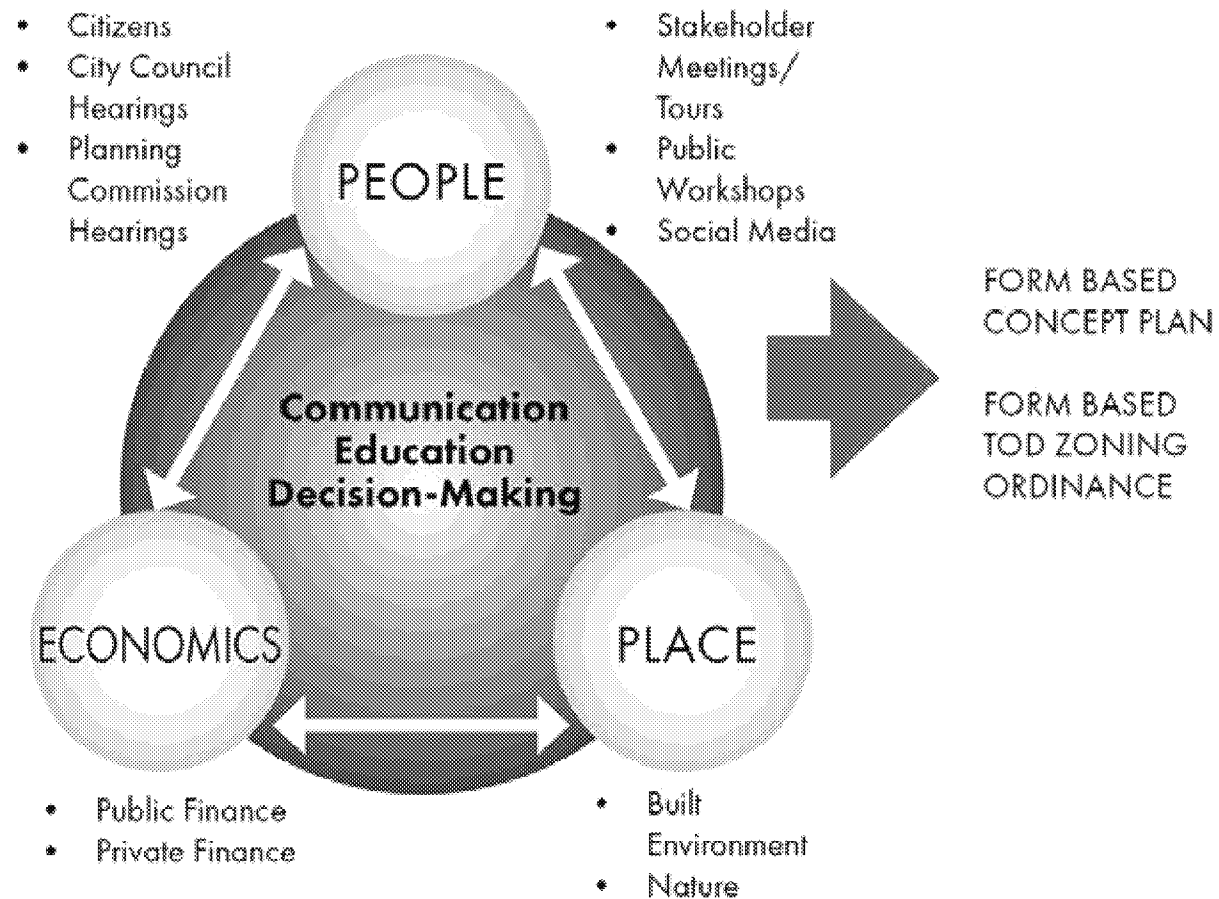 • Citizens
• City Council
Hearings
• Planning
Commission
Hearings
• Stakeholder
Meetings/
Tours
• Public
Workshops
• Social Media
PEOPLE
FORM BASED
CONCEPT PLAN
FORM BASED
TOD ZONING
ORDINANCE
Communication
Education
Decision-Making
ECONOMICS
PLACE
• Public Finance
• Private Finance
• Built
Environment
• Nature